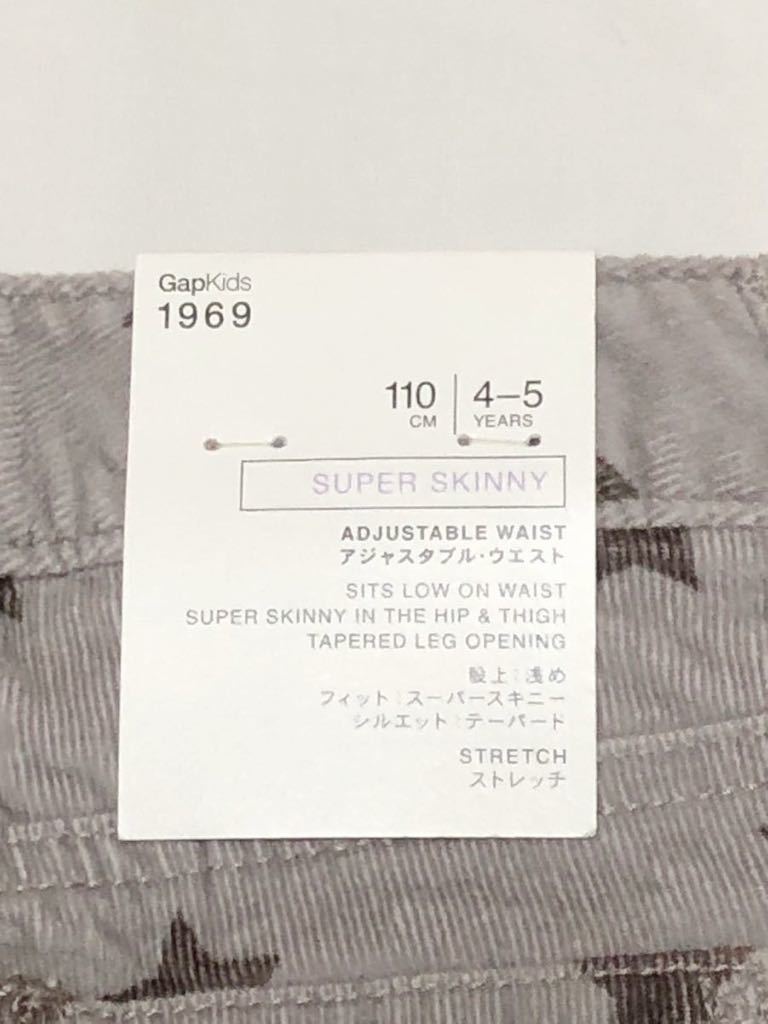 GapKids
1969
110 4–5
CM YEARS
SUPER SKINNY
ADJUSTABLE WAIST
アジャスタブル・ウエスト
SITS LOW ON WAIST
SUPER SKINNY IN THE HIP & THIGH
TAPERED LEG OPENING
股上：浅め
フィット：スーパースキニー
シルエット：テーパード
STRETCH
ストレッチ